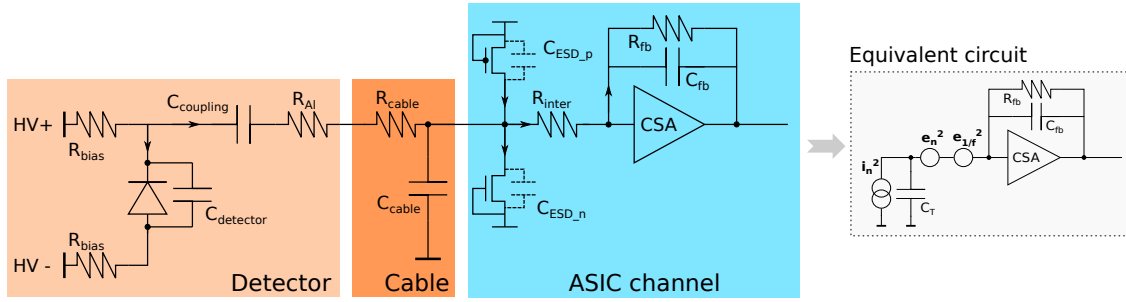 HV+
R_bias
C_coupling
R_Al
C_detector
R_bias
HV -
Detector
R_cable
C_cable
Cable
C_ESD_p
C_ESD_n
R_inter
R_fb
C_fb
CSA
ASIC channel
Equivalent circuit
R_fb
C_fb
e_n^2
e_1/f^2
CSA
i_n^2
C_T